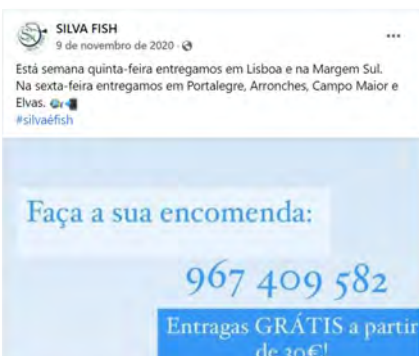 SILVA FISH
9 de novembro de 2020 ·
Está semana quinta-feira entregamos em Lisboa e na Margem Sul.
Na sexta-feira entregamos em Portalegre, Arronches, Campo Maior e
Elvas.
#silvaéfish
Faça a sua encomenda:
967 409 582
Entragas GRÁTIS a partir
de 30€!